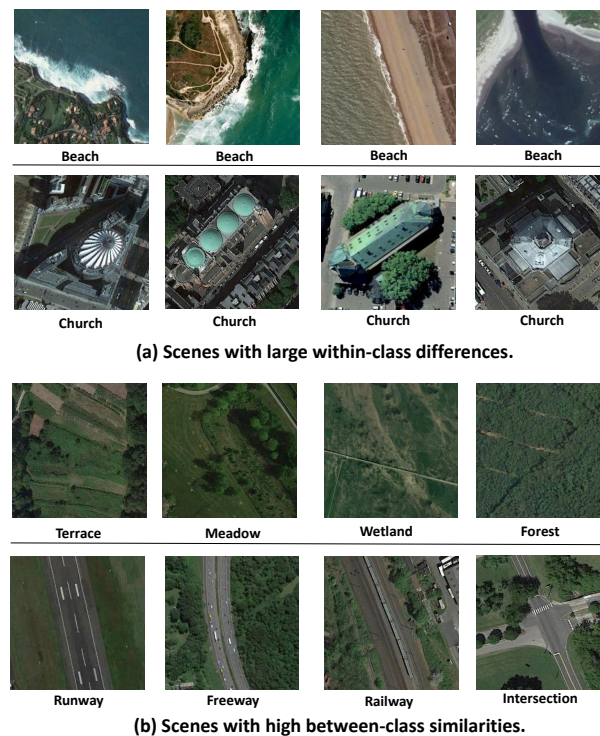 Beach Beach Beach Beach
Church Church Church Church
(a) Scenes with large within-class differences.
Terrace Meadow Wetland Forest
Runway Freeway Railway Intersection
(b) Scenes with high between-class similarities.